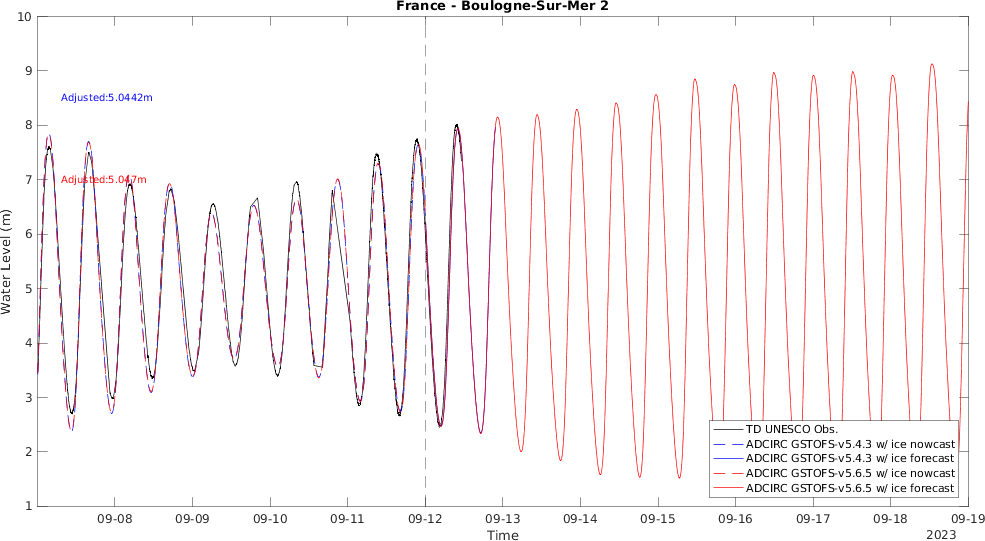 France - Boulogne-Sur-Mer 2
10
9
8
7
6
5
4
3
2
1
Water Level (m)
Adjusted:5.0442m
Adjusted:5.047m
TD UNESCO Obs.
ADCIRC GSTOFS-v5.4.3 w/ ice nowcast
ADCIRC GSTOFS-v5.4.3 w/ ice forecast
ADCIRC GSTOFS-v5.6.5 w/ ice nowcast
ADCIRC GSTOFS-v5.6.5 w/ ice forecast
09-08 09-09 09-10 09-11 09-12 09-13 09-14 09-15 09-16 09-17 09-18 09-19
Time
2023